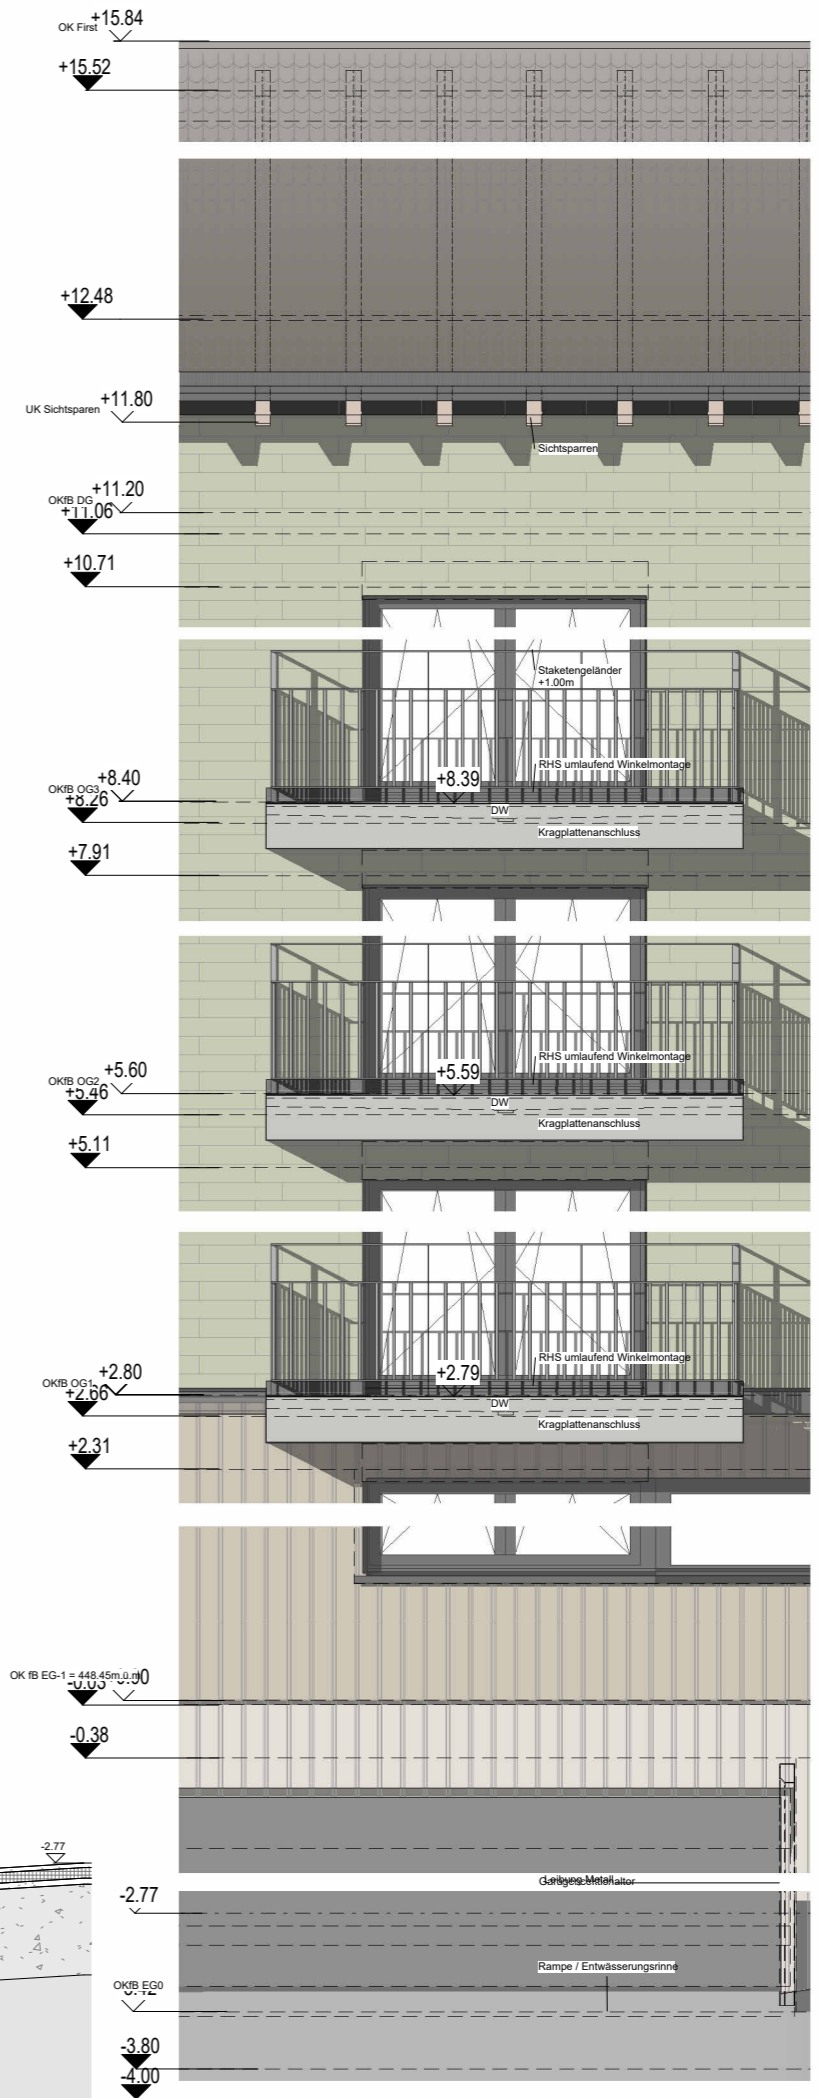 +15.84
OK First
+15.52
+12.48
+11.80
UK Sichtsparen
Sichtsparren
+11.20
OKfB DG
+11.06
+10.71
Staketengeländer
+1.00m
RHS umlaufend Winkelmontage
+8.40
+8.39
OKfB OG3
+8.26
DW
Kragplattenanschluss
+7.91
RHS umlaufend Winkelmontage
+5.60
+5.59
OKfB OG2
+5.46
DW
Kragplattenanschluss
+5.11
RHS umlaufend Winkelmontage
+2.80
+2.79
OKfB OG1
+2.66
DW
Kragplattenanschluss
+2.31
OK fB EG-1 = 448.45m.ü.m
-0.38
-2.77
Leibung Metall
-2.77
Rampe / Entwässerungsrinne
OKfB EG0
-3.80
-4.00